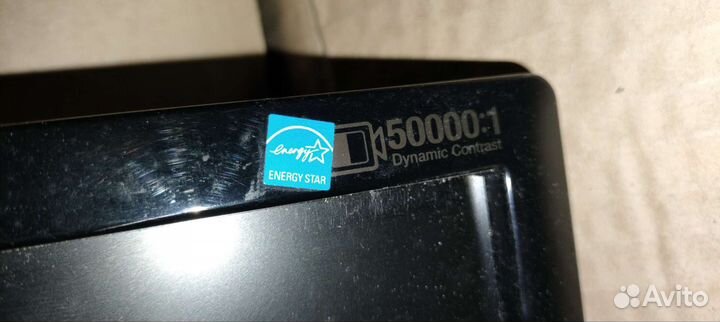 50000:1
Dynamic Contrast
energy
ENERGY STAR
Avito